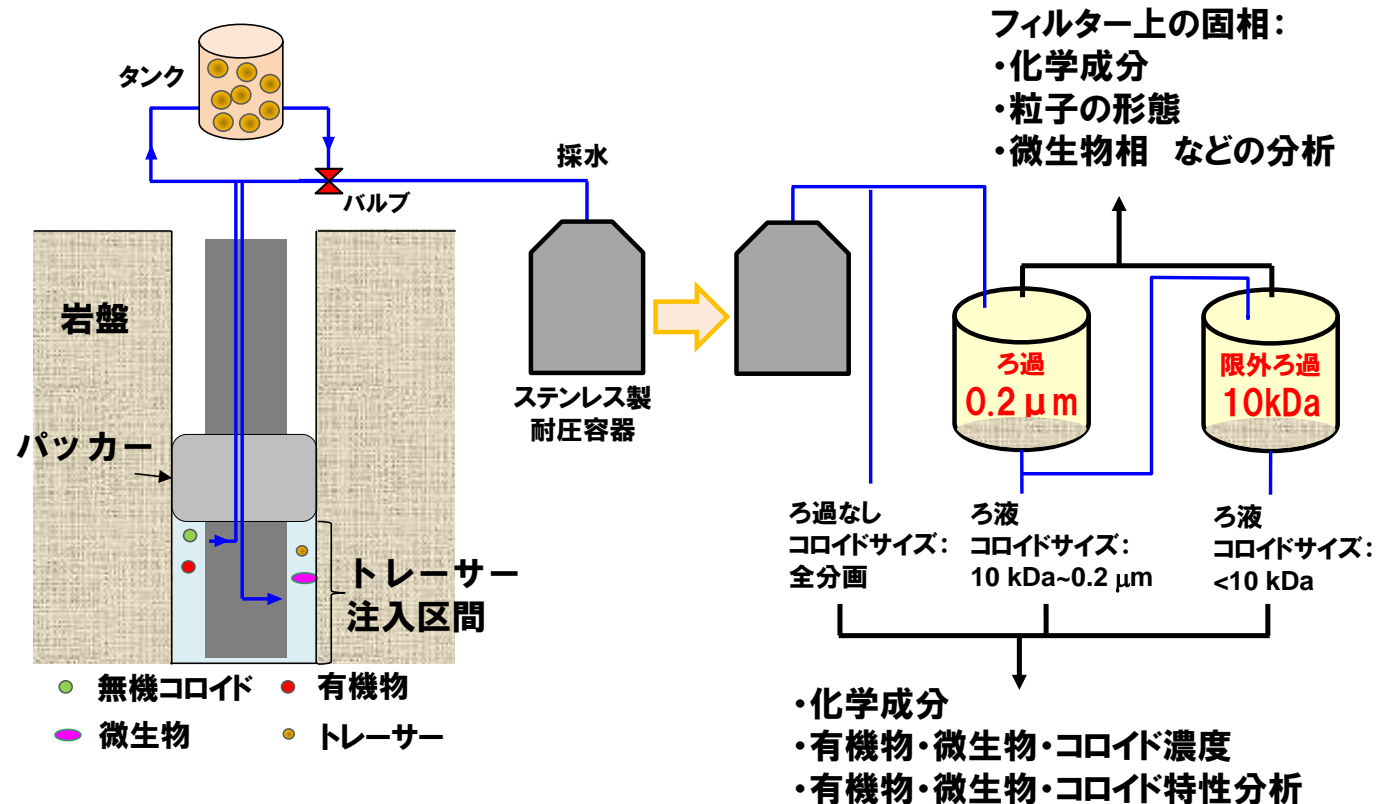 タンク
バルブ
採水
岩盤
パッカー
トレーサー
注入区間
無機コロイド
有機物
微生物
トレーサー
ステンレス製
耐圧容器
フィルター上の固相：
・化学成分
・粒子の形態
・微生物相　などの分析
ろ過
0.2μm
限外ろ過
10kDa
ろ過なし
コロイドサイズ：
全分画
ろ液
コロイドサイズ：
10 kDa~0.2 μm
ろ液
コロイドサイズ：
<10 kDa
・化学成分
・有機物・微生物・コロイド濃度
・有機物・微生物・コロイド特性分析